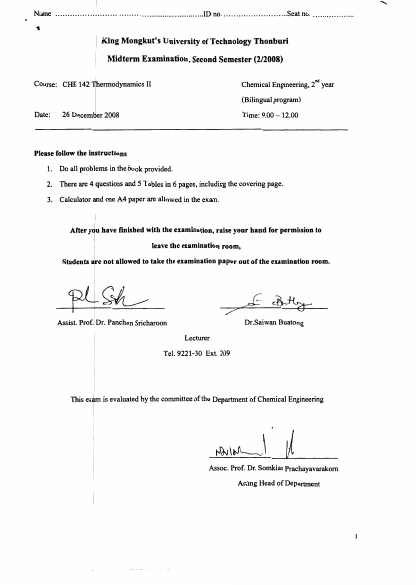 Name ........................................................ID no. ..............................Seat no. ...............
King Mongkut's University of Technology Thonburi
Midterm Examination, Second Semester (2/2008)
Course: CHE 142 Thermodynamics II
Chemical Engneering, 2nd year
(Bilingual program)
Date: 26 December 2008
Time: 9.00 – 12.00
Please follow the instructions
1. Do all problems in the book provided.
2. There are 4 questions and 5 Tables in 6 pages, including the covering page.
3. Calculator and one A4 paper are allowed in the exam.
After you have finished with the examination, raise your hand for permission to
leave the examination room,
Students are not allowed to take the examination paper out of the examination room.
Assist. Prof. Dr. Panchan Sricharoon
Dr.Saiwan Buatong
Lecturer
Tel. 9221-30 Ext. 209
This exam is evaluated by the committee of the Department of Chemical Engineering
Assoc. Prof. Dr. Somkiat Prachayavarakorn
Acting Head of Department
1